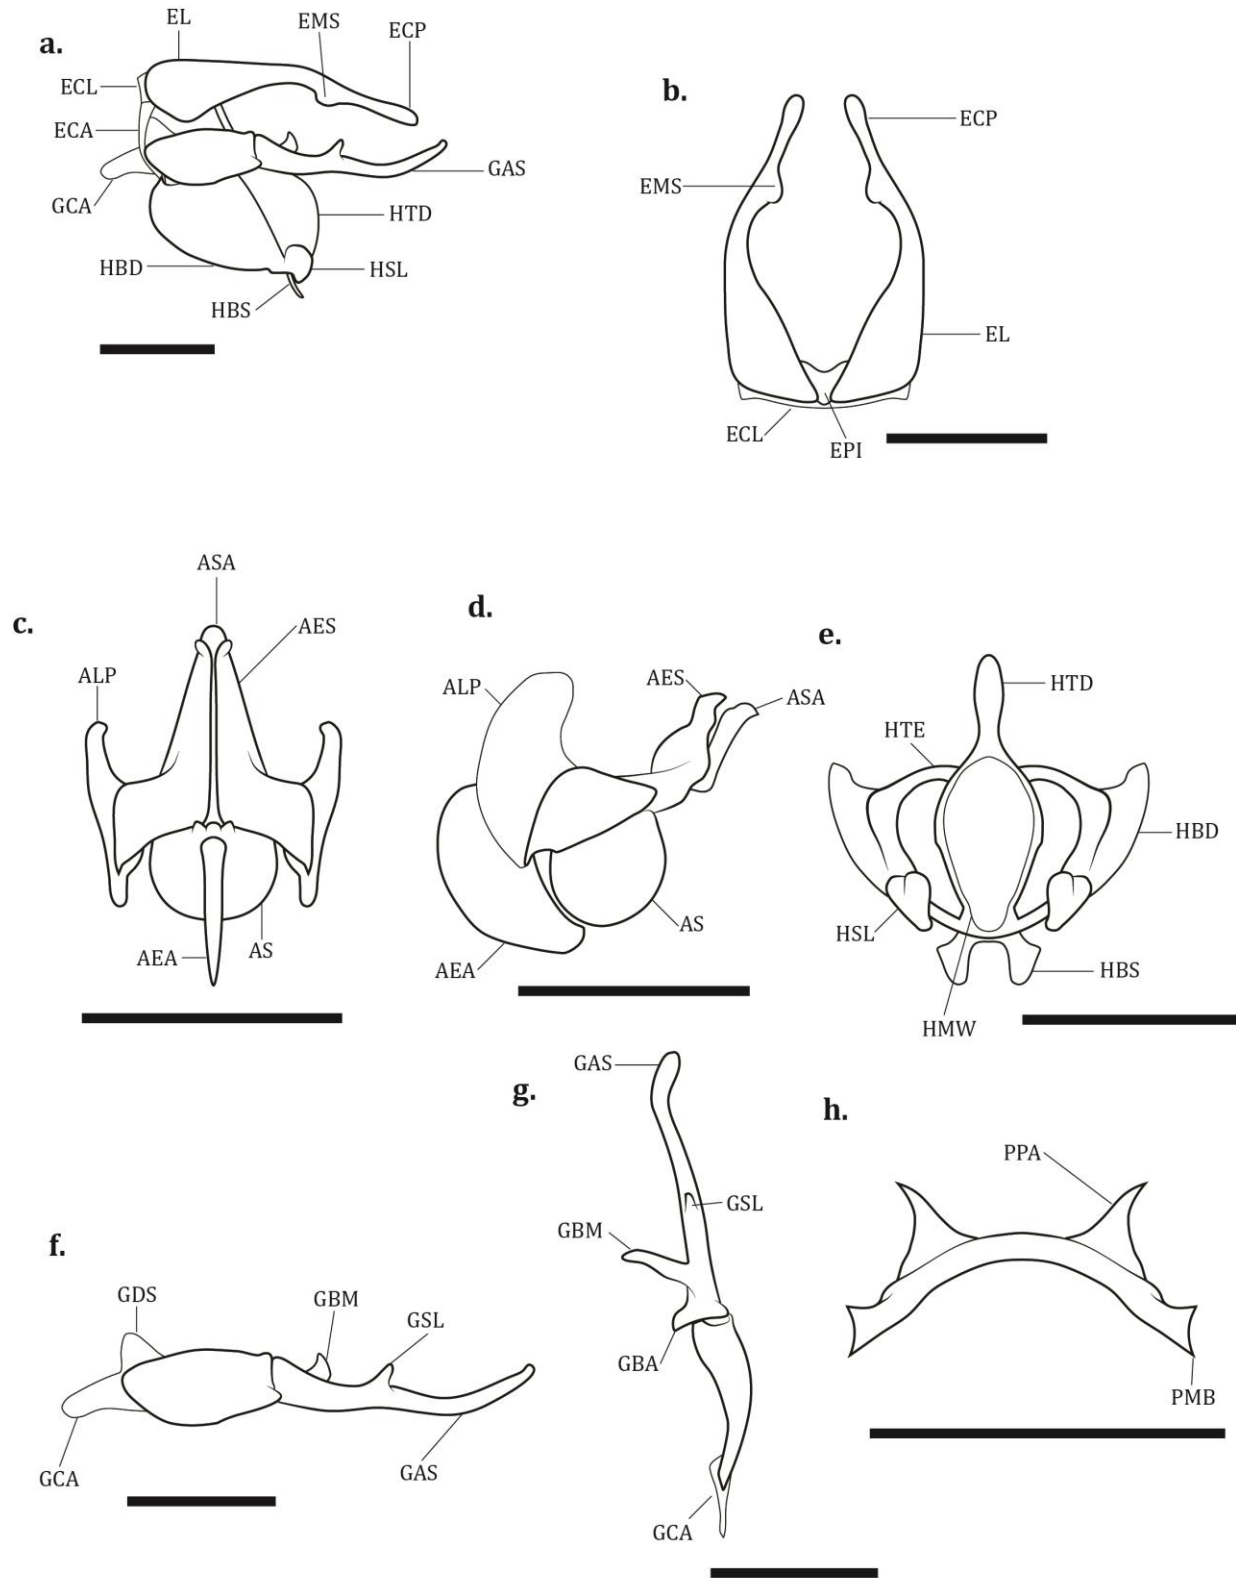 a.
EL
EMS
ECP
ECL
ECA
GCA
GAS
HTD
HBD
HSL
HBS
b.
ECP
EMS
EL
ECL
EPI
c.
ASA
AES
ALP
AEA
AS
d.
ALP
AES
ASA
AS
AEA
e.
HTD
HTE
HBD
HSL
HBS
HMW
f.
GDS
GBM
GSL
GCA
GAS
g.
GAS
GSL
GBM
GBA
GCA
h.
PPA
PMB